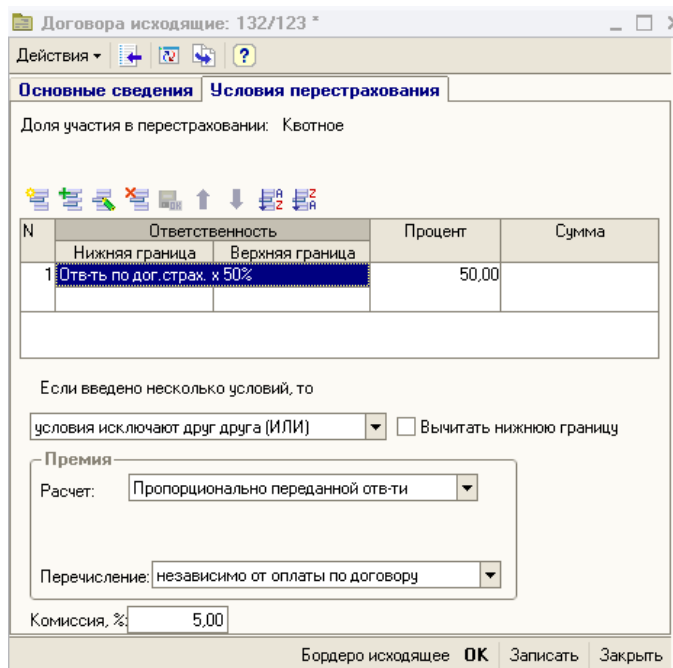 Договора исходящие: 132/123 *
Действия
Основные сведения Условия перестрахования
Доля участия в перестраховании: Квотное
N Ответственность Процент Сумма
Нижняя граница Верхняя граница
1 Отв-ть по дог.страх. х 50% 50,00
Если введено несколько условий, то
условия исключают друг друга (ИЛИ) Вычитать нижнюю границу
Премия
Расчет: Пропорционально переданной отв-ти
Перечисление: независимо от оплаты по договору
Комиссия, %: 5,00
Бордеро исходящее OK Записать Закрыть